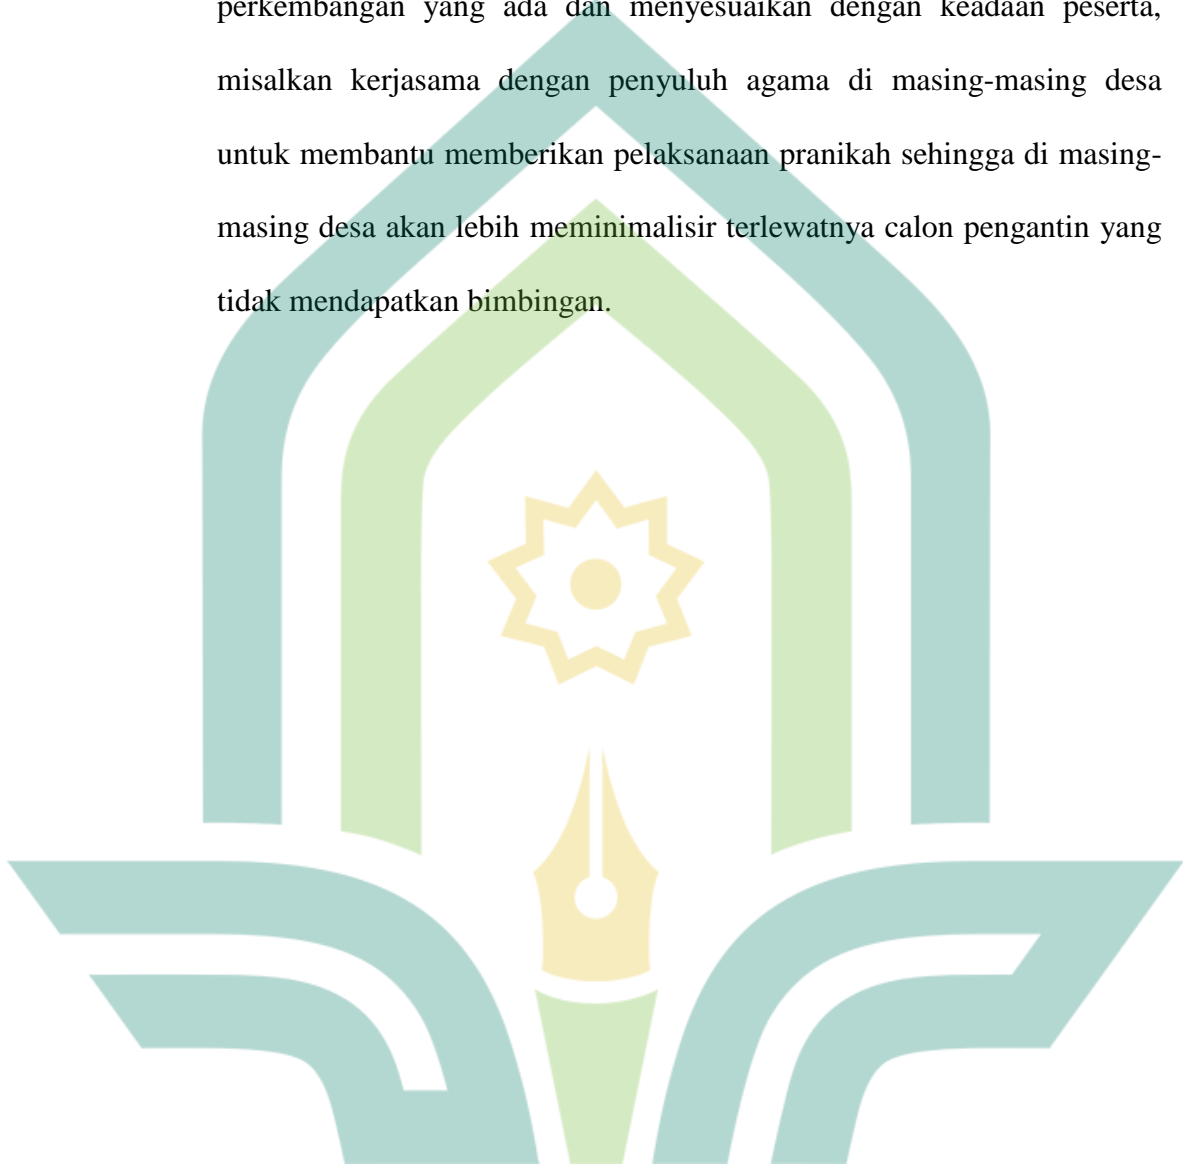 perkembangan yang ada dan menyesuaikan dengan keadaan peserta,
misalkan kerjasama dengan penyuluh agama di masing-masing desa
untuk membantu memberikan pelaksanaan pranikah sehingga di masing-
masing desa akan lebih meminimalisir terlewatnya calon pengantin yang
tidak mendapatkan bimbingan.